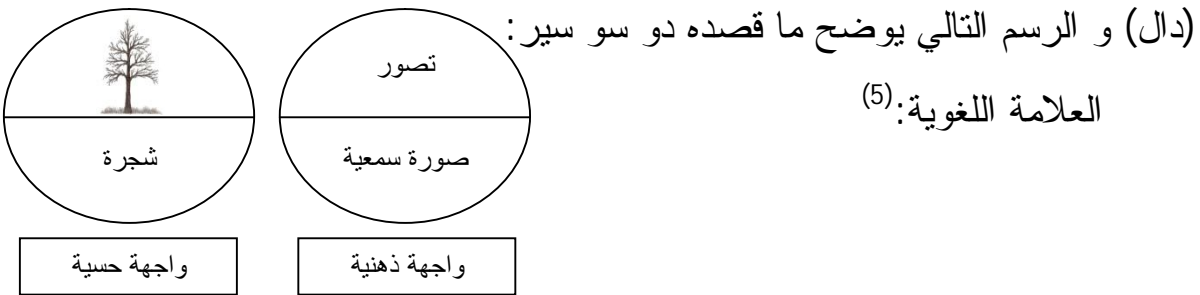 (دال) و الرسم التالي يوضح ما قصده دو سو سير:
العلامة اللغوية:(5)
تصور
صورة سمعية
شجرة
واجهة ذهنية
واجهة حسية